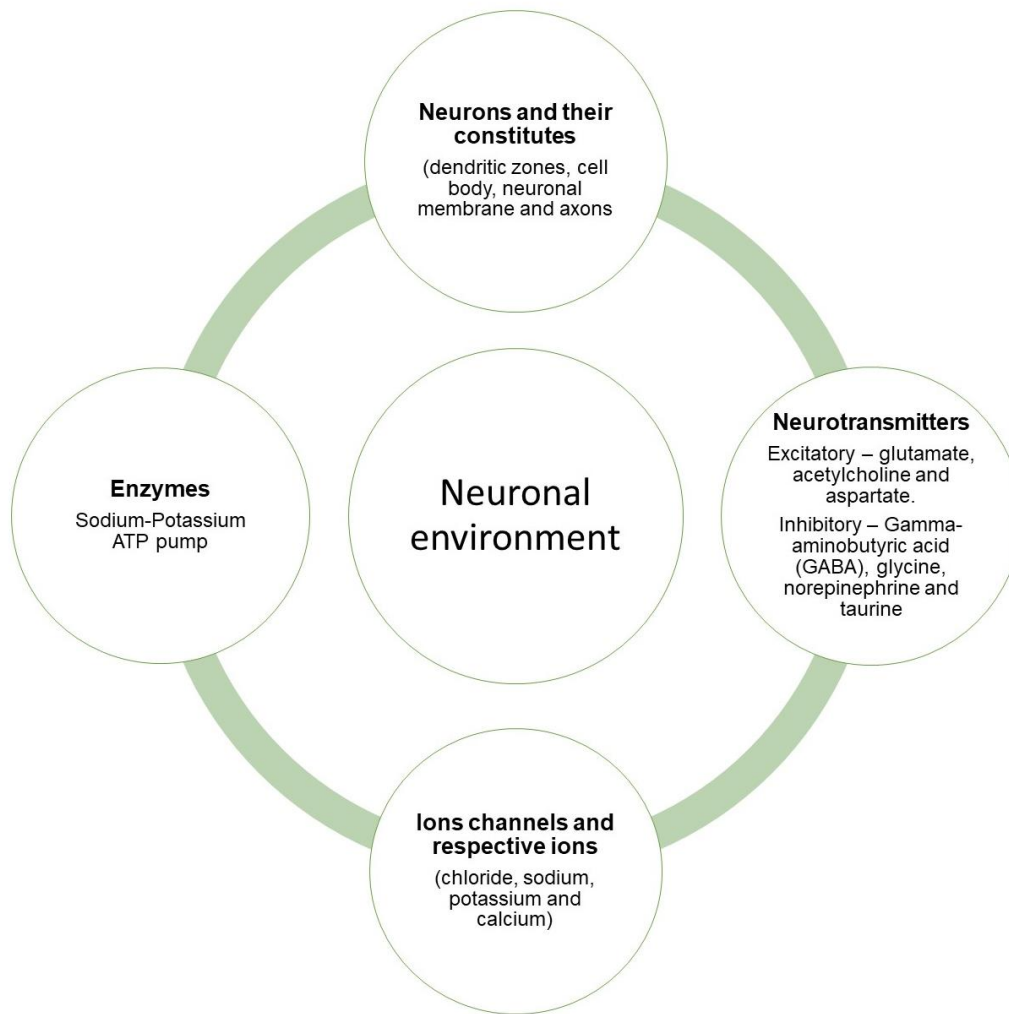 Neurons and their
constitutes
(dendritic zones, cell
body, neuronal
membrane and axons
Neurotransmitters
Excitatory – glutamate,
acetylcholine and
aspartate.
Inhibitory – Gamma-
aminobutyric acid
(GABA), glycine,
norepinephrine and
taurine
Enzymes
Sodium-Potassium
ATP pump
Neuronal
environment
Ions channels and
respective ions
(chloride, sodium,
potassium and
calcium)